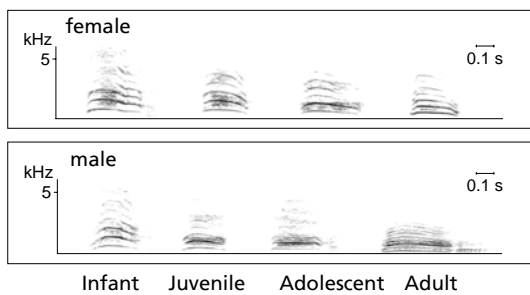 female
kHz
5
0.1 s
male
kHz
5
0.1 s
Infant Juvenile Adolescent Adult